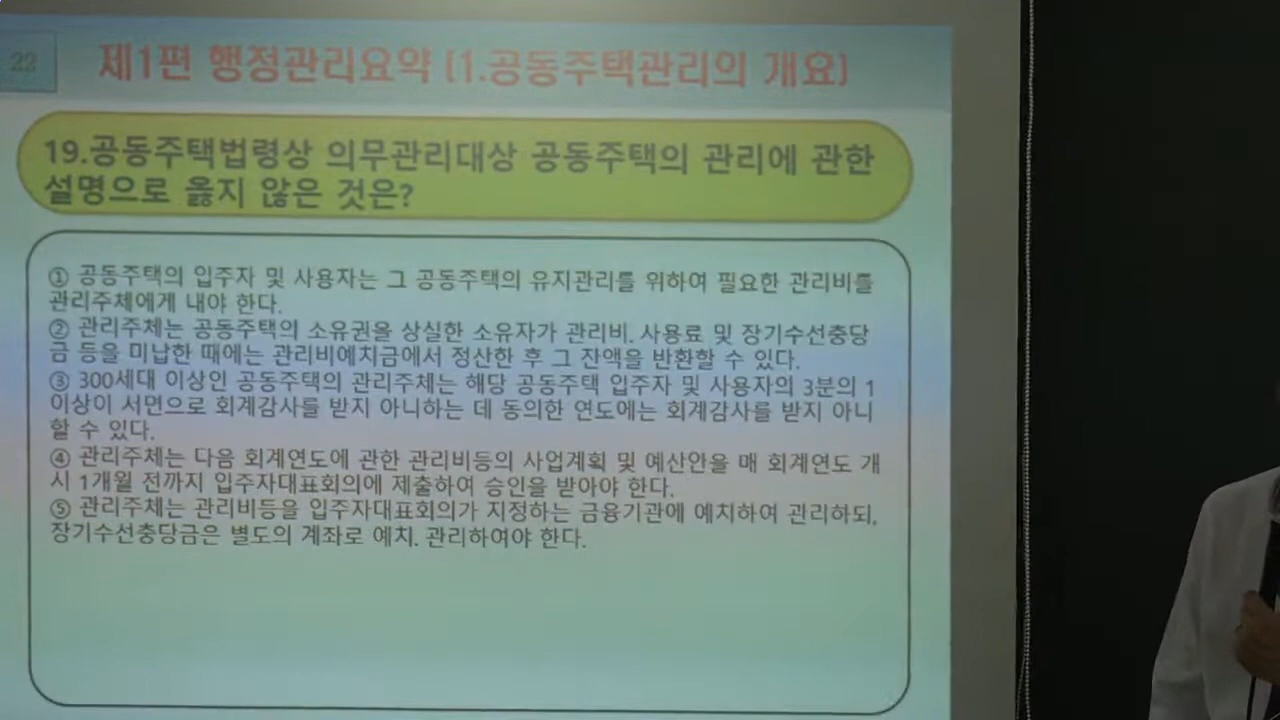 22
제1편 행정관리요약 [1.공동주택관리의 개요]
19.공동주택법령상 의무관리대상 공동주택의 관리에 관한
설명으로 옳지 않은 것은?
① 공동주택의 입주자 및 사용자는 그 공동주택의 유지관리를 위하여 필요한 관리비를
관리주체에게 내야 한다.
② 관리주체는 공동주택의 소유권을 상실한 소유자가 관리비, 사용료 및 장기수선충당
금 등을 미납한 때에는 관리비예치금에서 정산한 후 그 잔액을 반환할 수 있다.
③ 300세대 이상인 공동주택의 관리주체는 해당 공동주택 입주자 및 사용자의 3분의 1
이상이 서면으로 회계감사를 받지 아니하는 데 동의한 연도에는 회계감사를 받지 아니
할 수 있다.
④ 관리주체는 다음 회계연도에 관한 관리비등의 사업계획 및 예산안을 매 회계연도 개
시 1개월 전까지 입주자대표회의에 제출하여 승인을 받아야 한다.
⑤ 관리주체는 관리비등을 입주자대표회의가 지정하는 금융기관에 예치하여 관리하되,
장기수선충당금은 별도의 계좌로 예치, 관리하여야 한다.